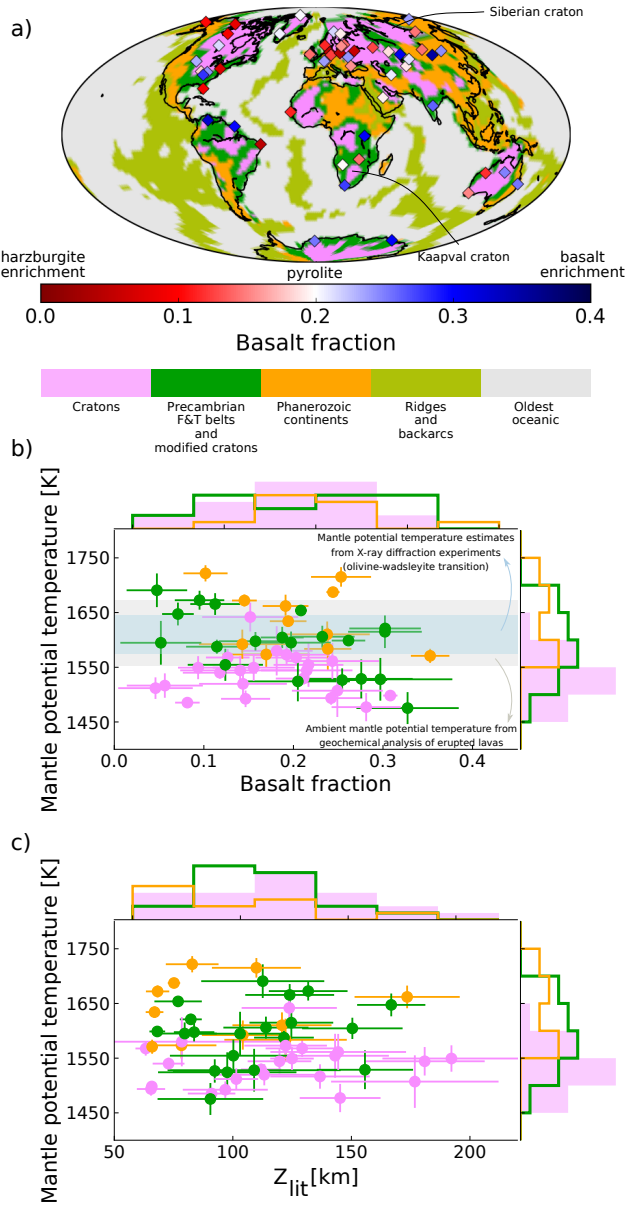 Siberian craton
a)
Kaapval craton
harzburgite
enrichment
pyrolite
basalt
enrichment
0.0
0.1
0.2
0.3
0.4
Basalt fraction
Cratons
Precambrian
F&T belts
and
modified cratons
Phanerozoic
continents
Ridges
and
backarcs
Oldest
oceanic
b)
Mantle potential temperature [K]
1750
1650
1550
1450
Mantle potential temperature estimates
from X-ray diffraction experiments
(olivine-wadsleyite transition)
Ambient mantle potential temperature from
geochemical analysis of erupted lavas
0.0
0.1
0.2
0.3
0.4
Basalt fraction
c)
Mantle potential temperature [K]
1750
1650
1550
1450
50
100
150
200
Z_lit [km]